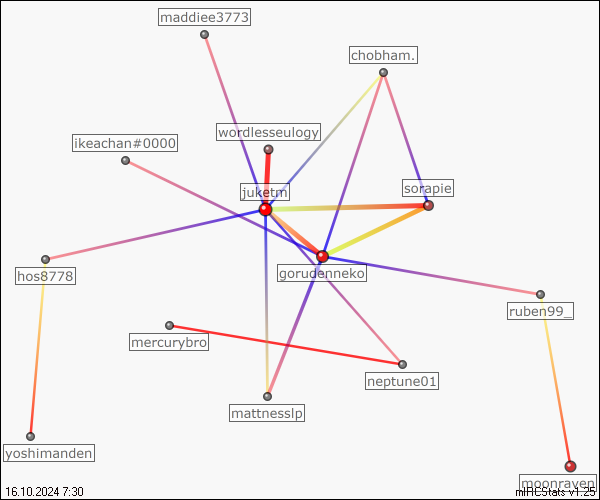 maddiee3773
chobham.
wordlesseulogy
ikeachan#0000
juketrn
sorapie
gorudenneko
hos8778
ruben99_
mercurybro
neptune01
mattnesslp
yoshimanden
moonraven
16.10.2024 7:30
mIRCStats v1.25